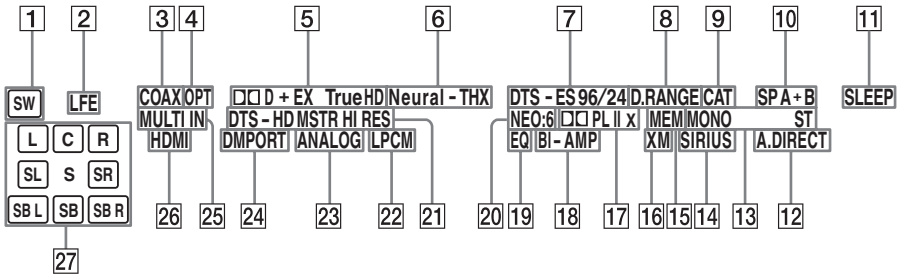 1 2 3 4 5 6 7 8 9 10 11
SW LFE COAX OPT D + EX TrueHD Neural - THX DTS - ES 96/24 D.RANGE CAT SP A + B SLEEP
MULTI IN DTS - HD MSTR HI RES NEO:6 PL II x MEM MONO ST
L C R HDMI DMPORT ANALOG LPCM EQ BI - AMP XM SIRIUS A.DIRECT
SL S SR
SB L SB SB R 26 25 24 23 22 21 20 19 18 17 16 15 14 13 12
27